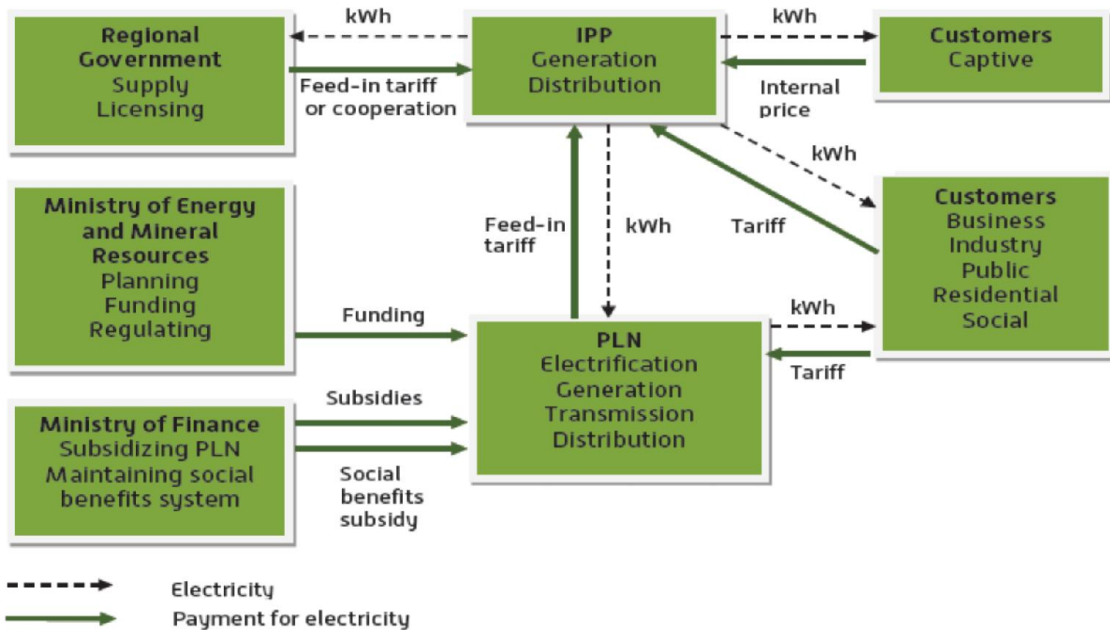 kWh
kWh
Regional
Government
Supply
Licensing
IPP
Generation
Distribution
Customers
Captive
Feed-in tariff
or cooperation
Internal
price
kWh
Ministry of Energy
and Mineral
Resources
Planning
Funding
Regulating
Feed-in
tariff
kWh
Tariff
Customers
Business
Industry
Public
Residential
Social
Funding
kWh
Tariff
PLN
Electrification
Generation
Transmission
Distribution
Ministry of Finance
Subsidizing PLN
Maintaining social
benefits system
Subsidies
Social
benefits
subsidy
Electricity
Payment for electricity